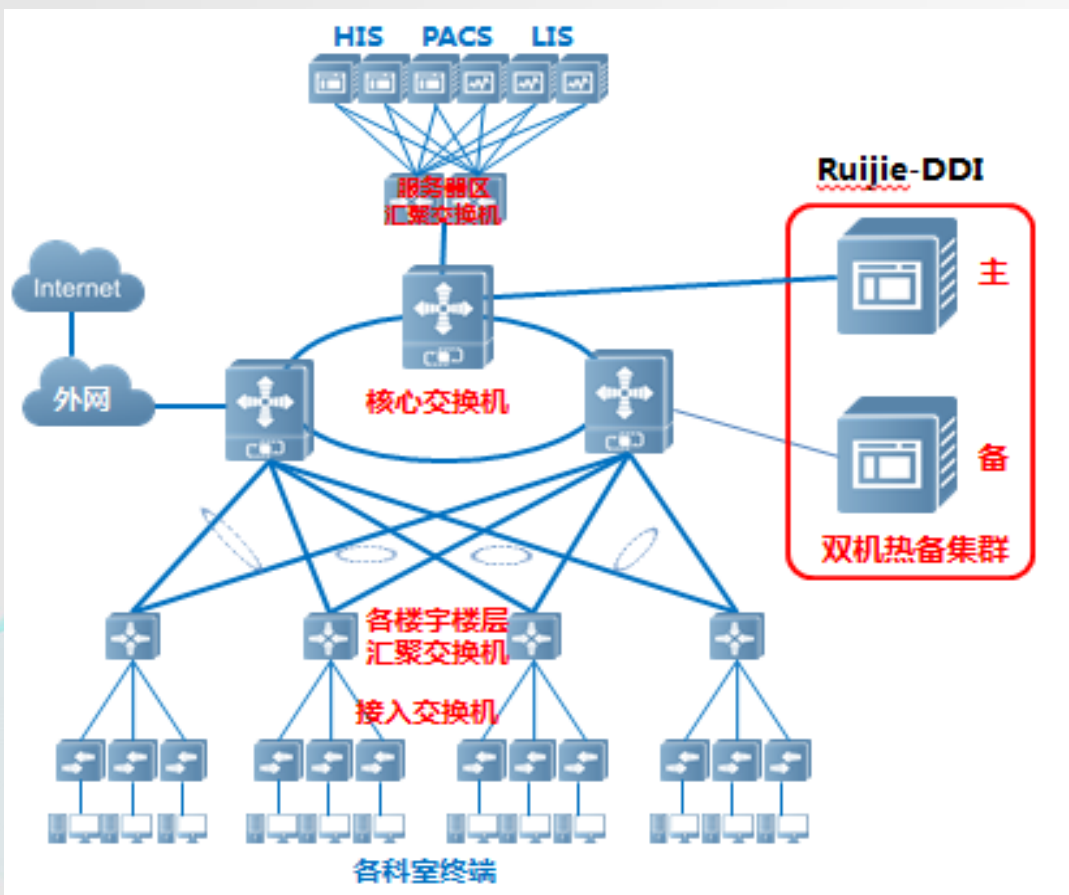 HIS PACS LIS
服务器区
汇聚交换机
Ruijie-DDI
主
Internet
外网
核心交换机
备
双机热备集群
各楼宇楼层
汇聚交换机
接入交换机
各科室终端